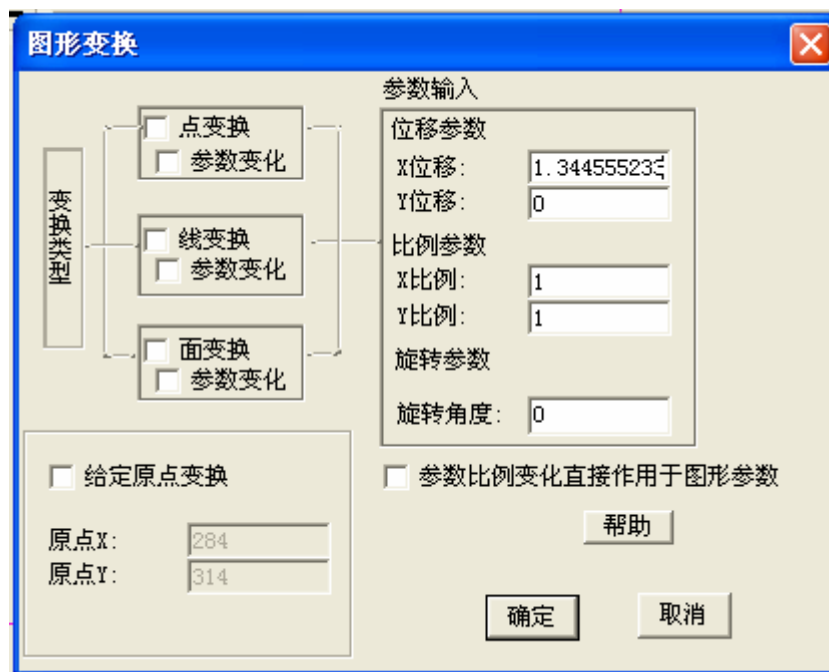 图形变换
参数输入
变换类型
点变换
参数变化
线变换
参数变化
面变换
参数变化
位移参数
X位移: 1.344555233
Y位移: 0
比例参数
X比例: 1
Y比例: 1
旋转参数
旋转角度: 0
给定原点变换
原点X: 284
原点Y: 314
参数比例变化直接作用于图形参数
帮助
确定
取消